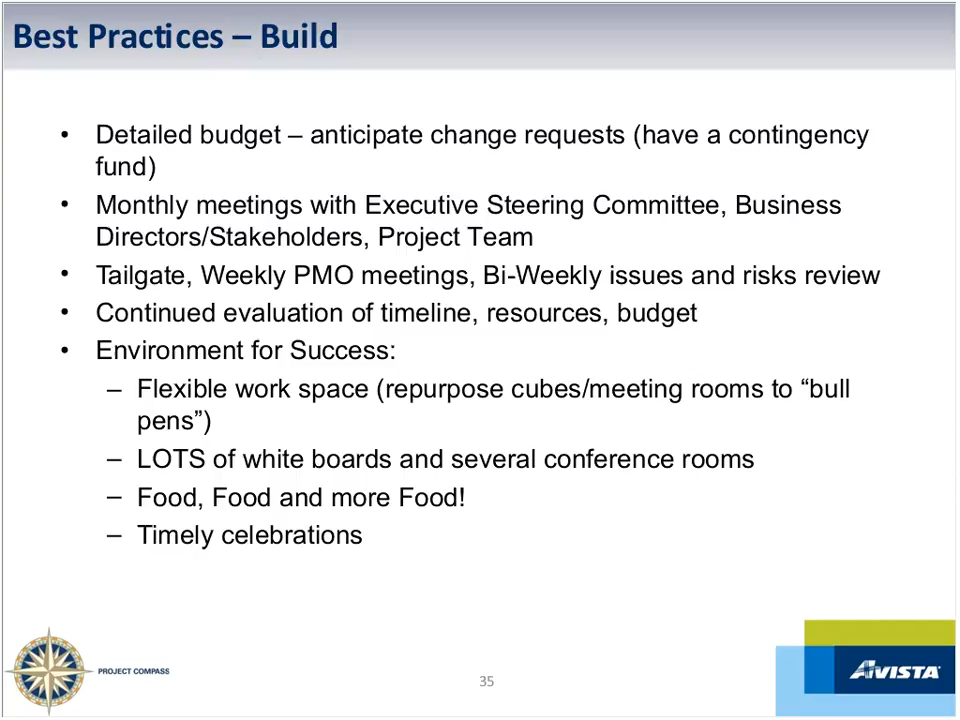 Best Practices – Build
• Detailed budget – anticipate change requests (have a contingency
fund)
• Monthly meetings with Executive Steering Committee, Business
Directors/Stakeholders, Project Team
• Tailgate, Weekly PMO meetings, Bi-Weekly issues and risks review
• Continued evaluation of timeline, resources, budget
• Environment for Success:
– Flexible work space (repurpose cubes/meeting rooms to “bull
pens”)
– LOTS of white boards and several conference rooms
– Food, Food and more Food!
– Timely celebrations
PROJECT COMPASS
35
AVISTA